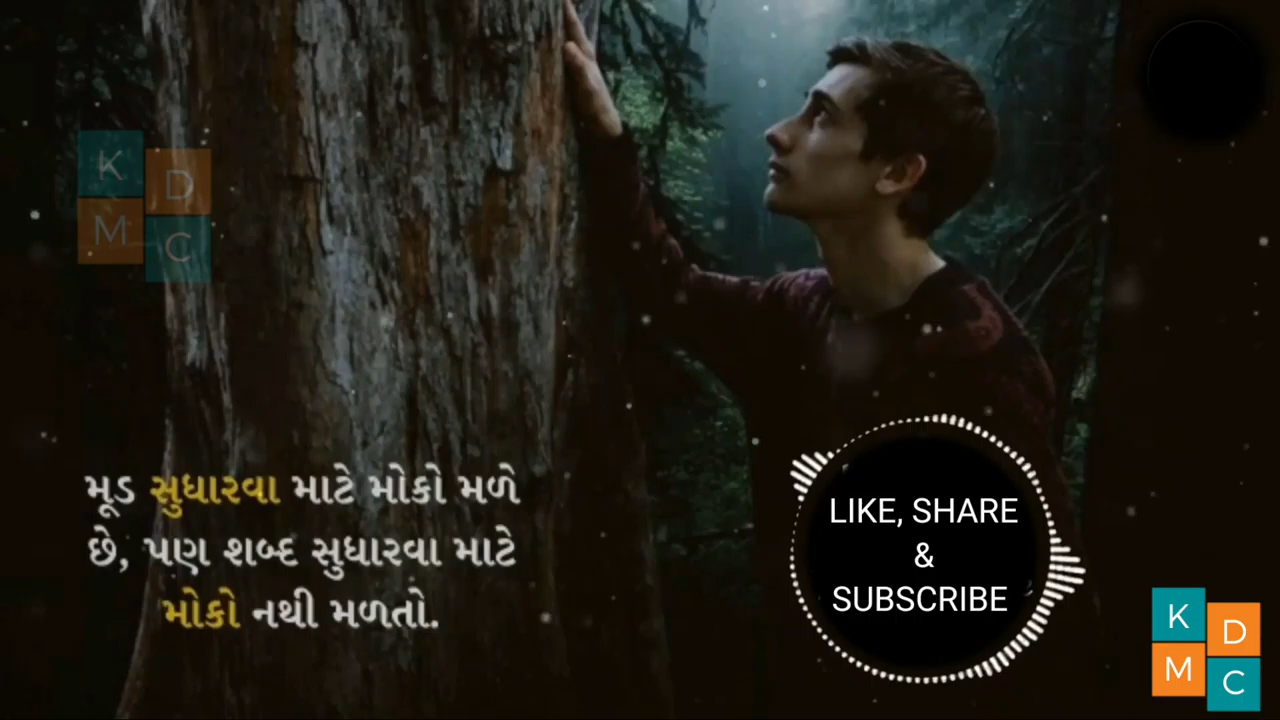 K D
M C
મૂડ સુધારવા માટે મોકો મળે
છે, પણ શબ્દ સુધારવા માટે
મોકો નથી મળતો.
LIKE, SHARE
&
SUBSCRIBE
K D
M C